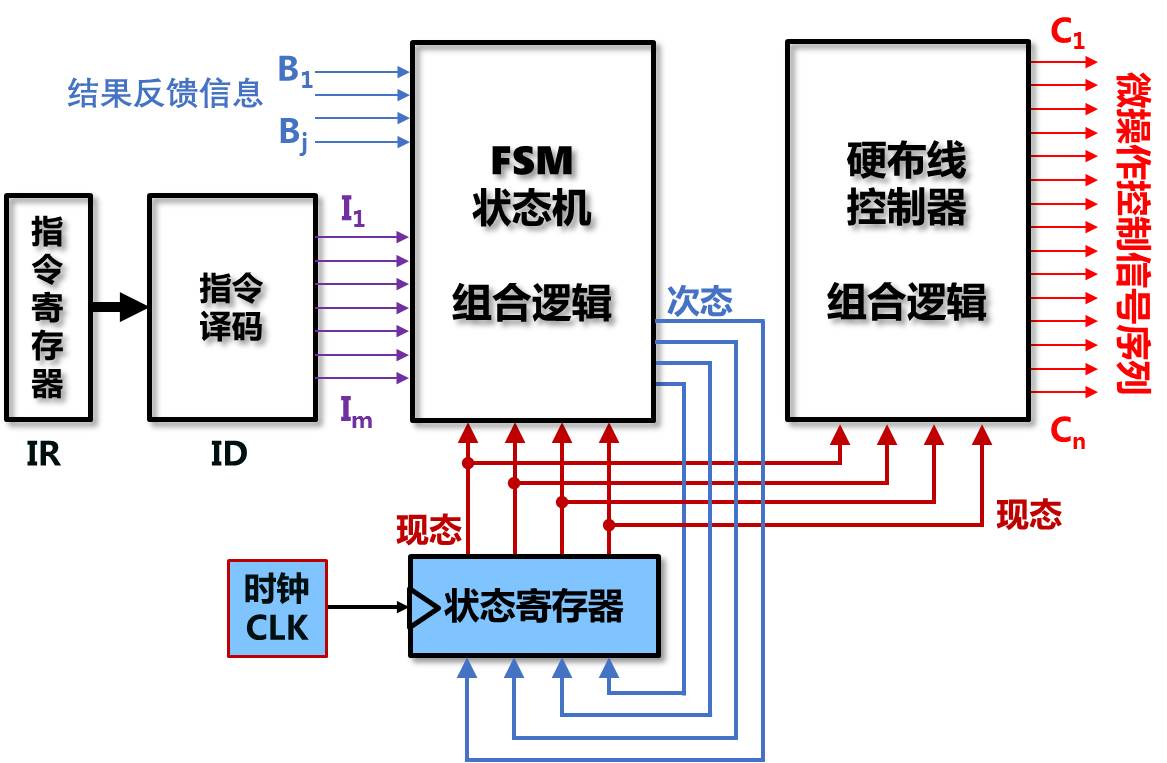 结果反馈信息
B1
Bj
FSM
状态机
组合逻辑
硬布线
控制器
组合逻辑
C1
微操作控制信号序列
Cn
指令寄存器
IR
指令
译码
ID
I1
Im
次态
现态
现态
时钟
CLK
状态寄存器